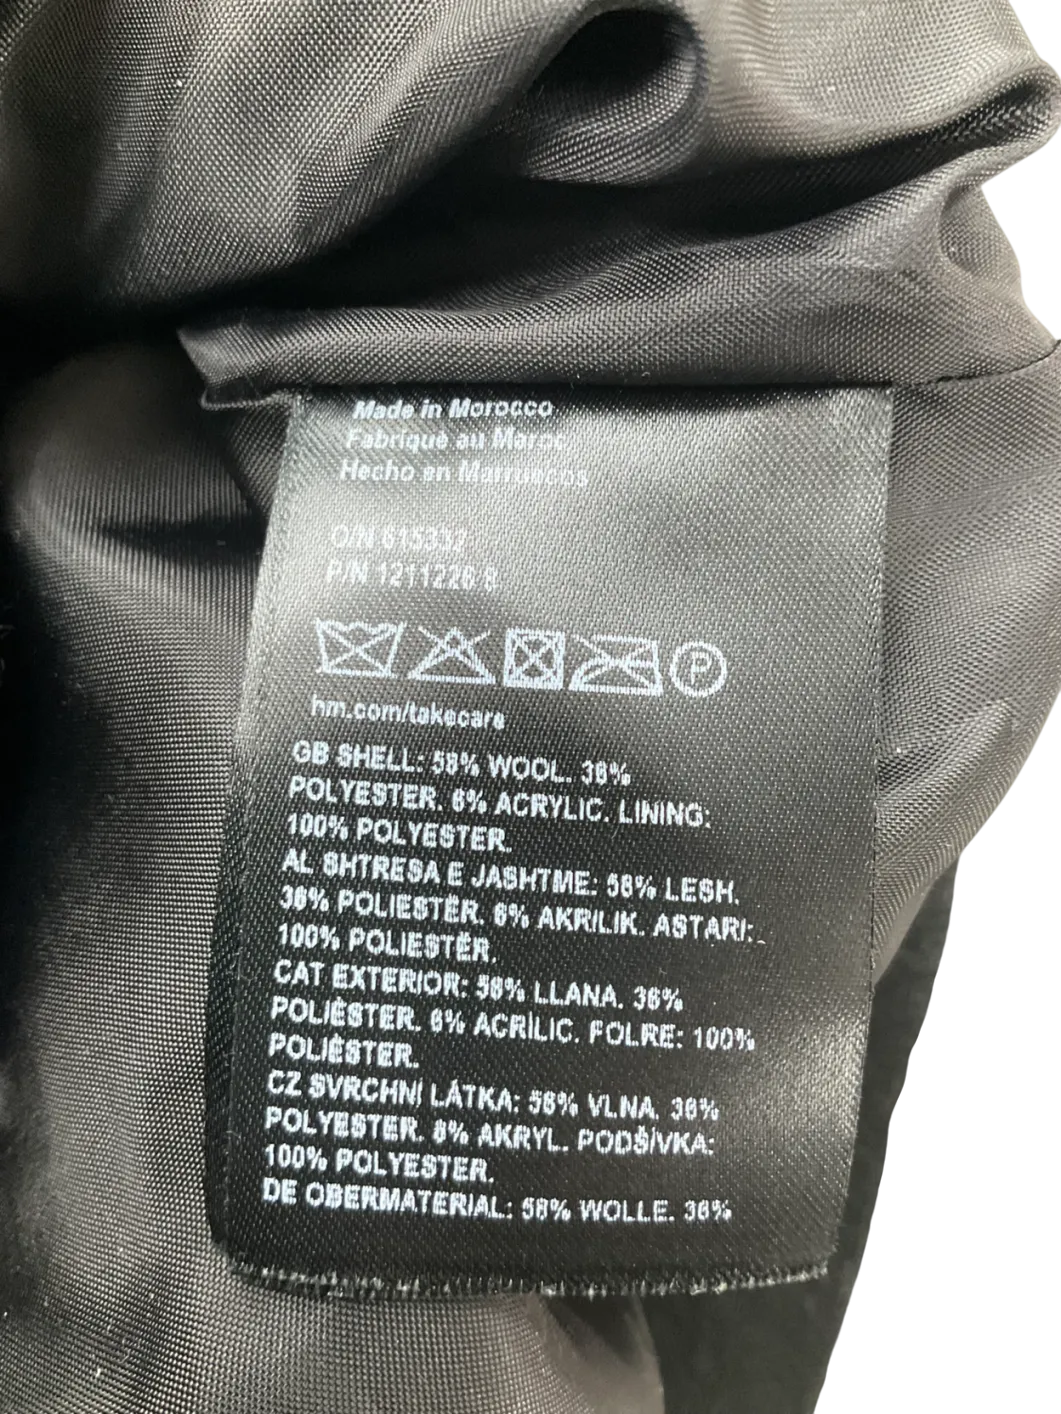 Made in Morocco
Fabriqué au Maroc
Hecho en Marruecos
O/N 615332
P/N 1211226 8
P
hm.com/takecare
GB SHELL: 58% WOOL. 36%
POLYESTER. 6% ACRYLIC. LINING:
100% POLYESTER.
AL SHTRESA E JASHTME: 58% LESH.
36% POLIESTËR. 6% AKRILIK. ASTARI:
100% POLIESTËR.
CAT EXTERIOR: 58% LLANA. 36%
POLIÈSTER. 6% ACRÍLIC. FOLRE: 100%
POLIÈSTER.
CZ SVRCHNÍ LÁTKA: 58% VLNA. 36%
POLYESTER. 6% AKRYL. PODŠÍVKA:
100% POLYESTER.
DE OBERMATERIAL: 58% WOLLE. 36%